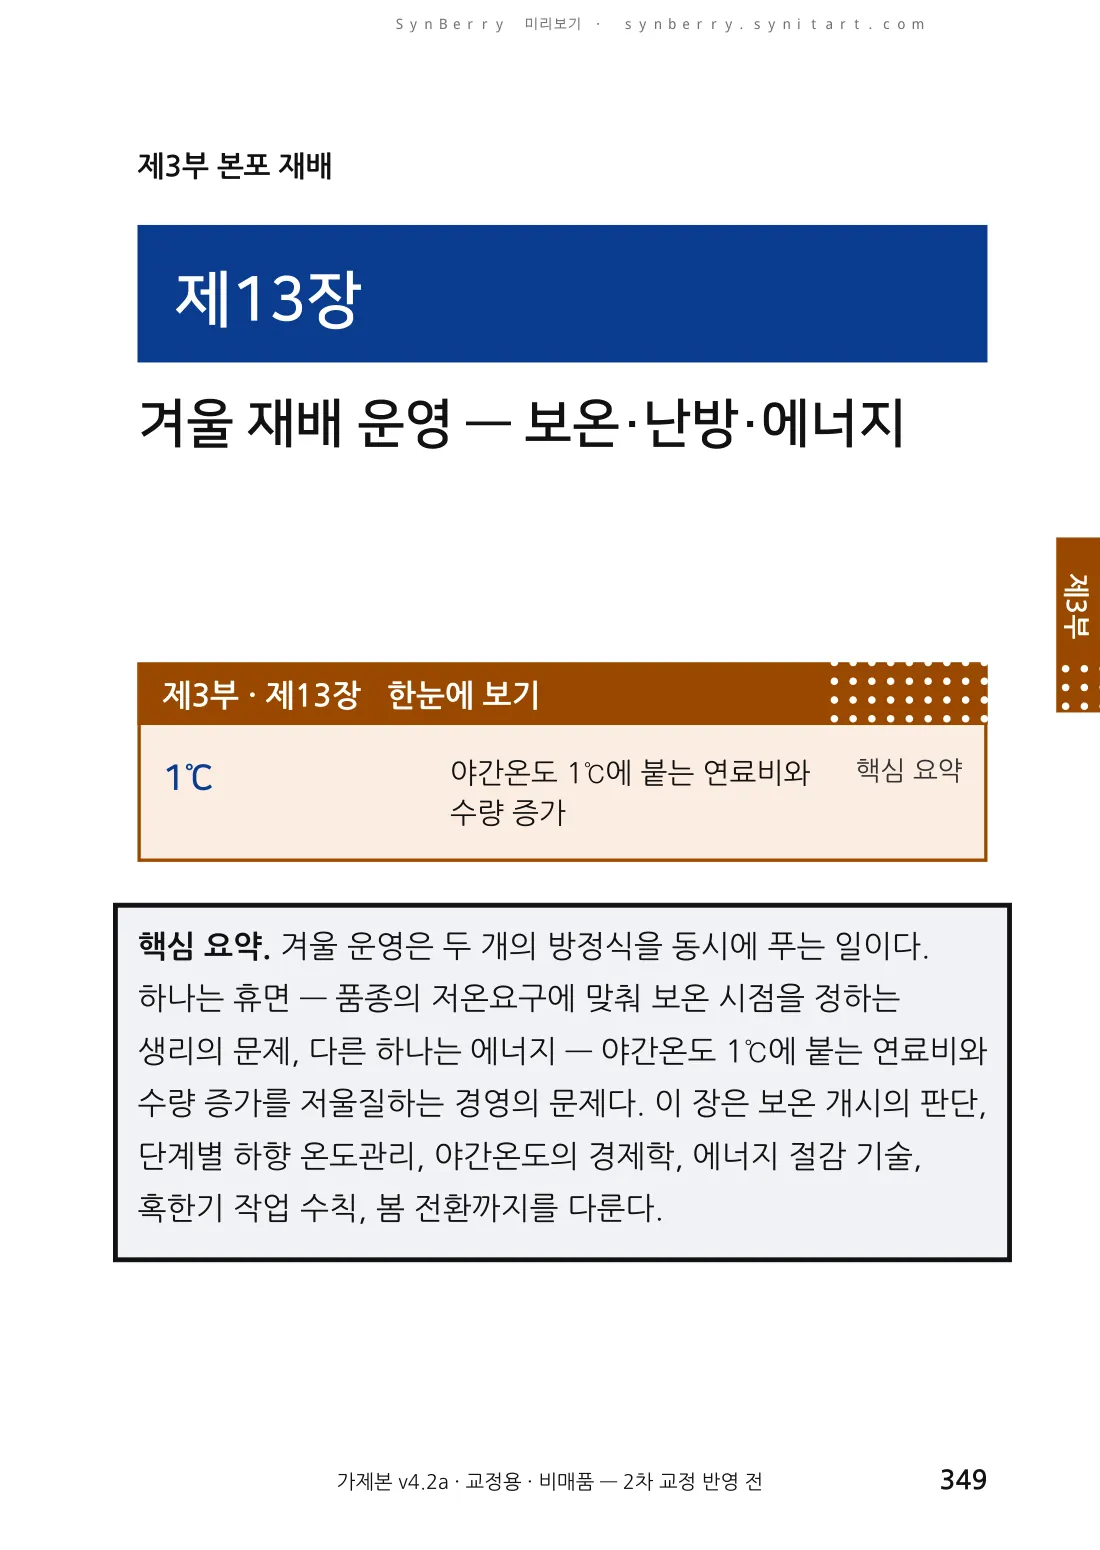 SynBerry 미리보기 · synberry.synitart.com
제3부 본포 재배
제13장
겨울 재배 운영 — 보온·난방·에너지
제3부
제3부 · 제13장 한눈에 보기
1℃
야간온도 1℃에 붙는 연료비와
수량 증가
핵심 요약
핵심 요약. 겨울 운영은 두 개의 방정식을 동시에 푸는 일이다.
하나는 휴면 — 품종의 저온요구에 맞춰 보온 시점을 정하는
생리의 문제, 다른 하나는 에너지 — 야간온도 1℃에 붙는 연료비와
수량 증가를 저울질하는 경영의 문제다. 이 장은 보온 개시의 판단,
단계별 하향 온도관리, 야간온도의 경제학, 에너지 절감 기술,
혹한기 작업 수칙, 봄 전환까지를 다룬다.
가제본 v4.2a · 교정용 · 비매품 — 2차 교정 반영 전
349